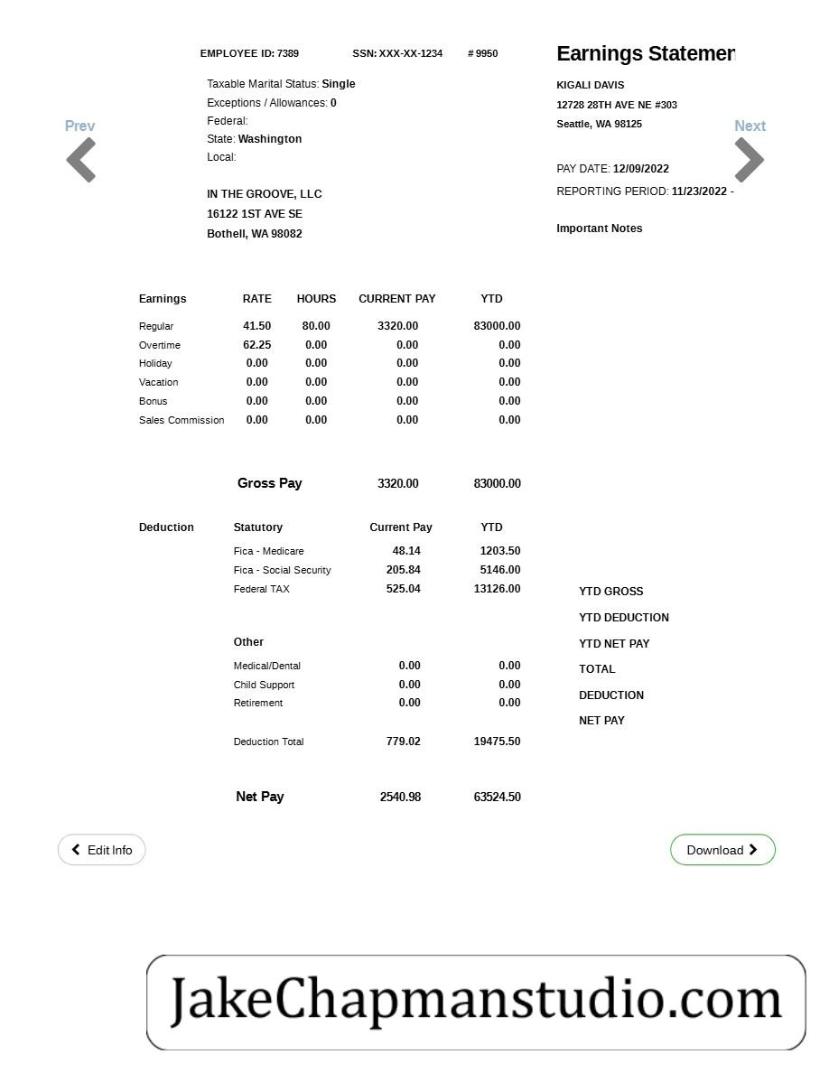 EMPLOYEE ID: 7389 SSN: XXX-XX-1234 # 9950
Earnings Statemen
Taxable Marital Status: Single
Exceptions / Allowances: 0
Federal:
State: Washington
Local:
KIGALI DAVIS
12728 28TH AVE NE #303
Seattle, WA 98125
Prev
Next
PAY DATE: 12/09/2022
REPORTING PERIOD: 11/23/2022 -
IN THE GROOVE, LLC
16122 1ST AVE SE
Bothell, WA 98082
Important Notes
Earnings RATE HOURS CURRENT PAY YTD
Regular 41.50 80.00 3320.00 83000.00
Overtime 62.25 0.00 0.00 0.00
Holiday 0.00 0.00 0.00 0.00
Vacation 0.00 0.00 0.00 0.00
Bonus 0.00 0.00 0.00 0.00
Sales Commission 0.00 0.00 0.00 0.00
Gross Pay 3320.00 83000.00
Deduction Statutory Current Pay YTD
Fica - Medicare 48.14 1203.50
Fica - Social Security 205.84 5146.00
Federal TAX 525.04 13126.00
Other
Medical/Dental 0.00 0.00
Child Support 0.00 0.00
Retirement 0.00 0.00
Deduction Total 779.02 19475.50
YTD GROSS
YTD DEDUCTION
YTD NET PAY
TOTAL
DEDUCTION
NET PAY
Net Pay 2540.98 63524.50
Edit Info
Download
JakeChapmanstudio.com